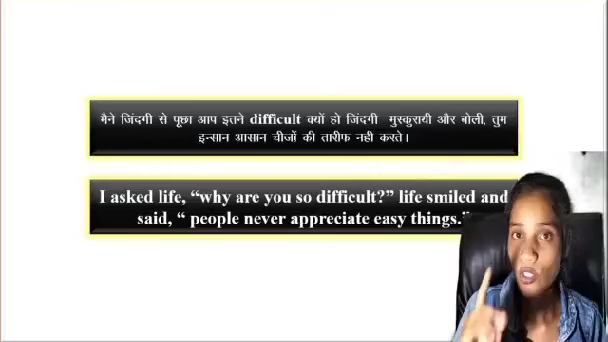 मैने जिंदगी से पूछा आप इतने difficult क्यों हो जिंदगी मुस्कुरायी और बोली, तुम
इन्सान आसान चीजों की तारीफ नही करते।
I asked life, “why are you so difficult?” life smiled and
said, “ people never appreciate easy things.”